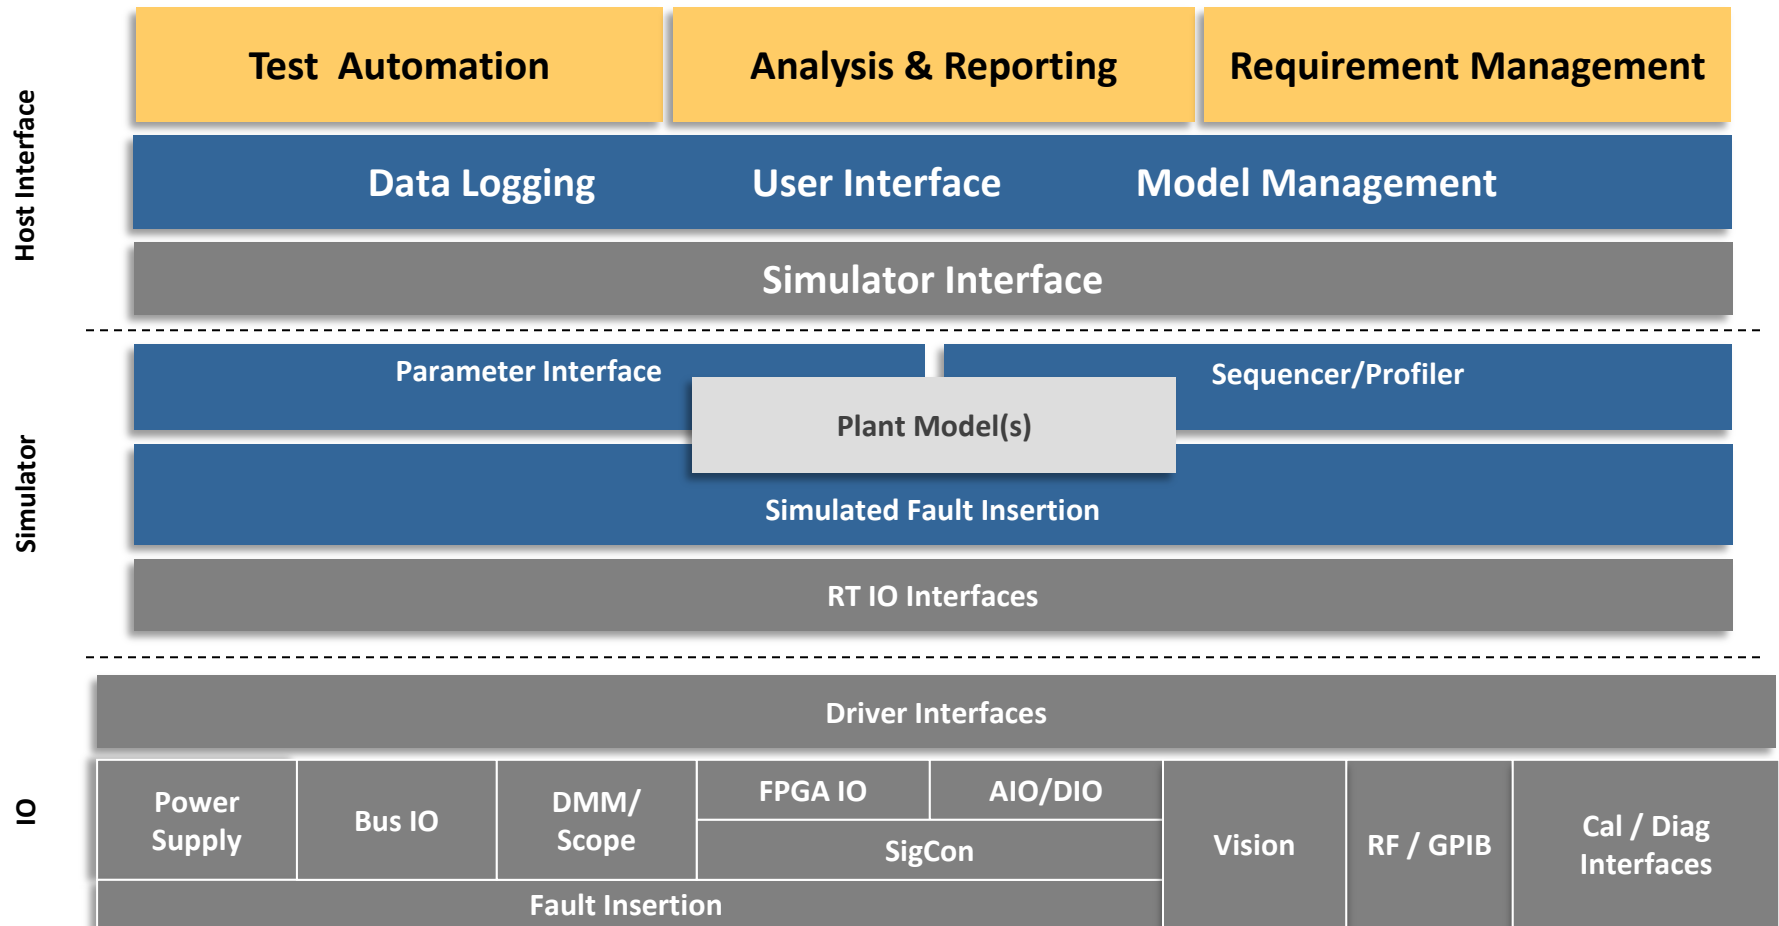 Host Interface
Test Automation
Analysis & Reporting
Requirement Management
Data Logging
User Interface
Model Management
Simulator Interface
Simulator
Parameter Interface
Sequencer/Profiler
Plant Model(s)
Simulated Fault Insertion
RT IO Interfaces
IO
Driver Interfaces
Power
Supply
Bus IO
DMM/
Scope
FPGA IO
AIO/DIO
SigCon
Vision
RF / GPIB
Cal / Diag
Interfaces
Fault Insertion